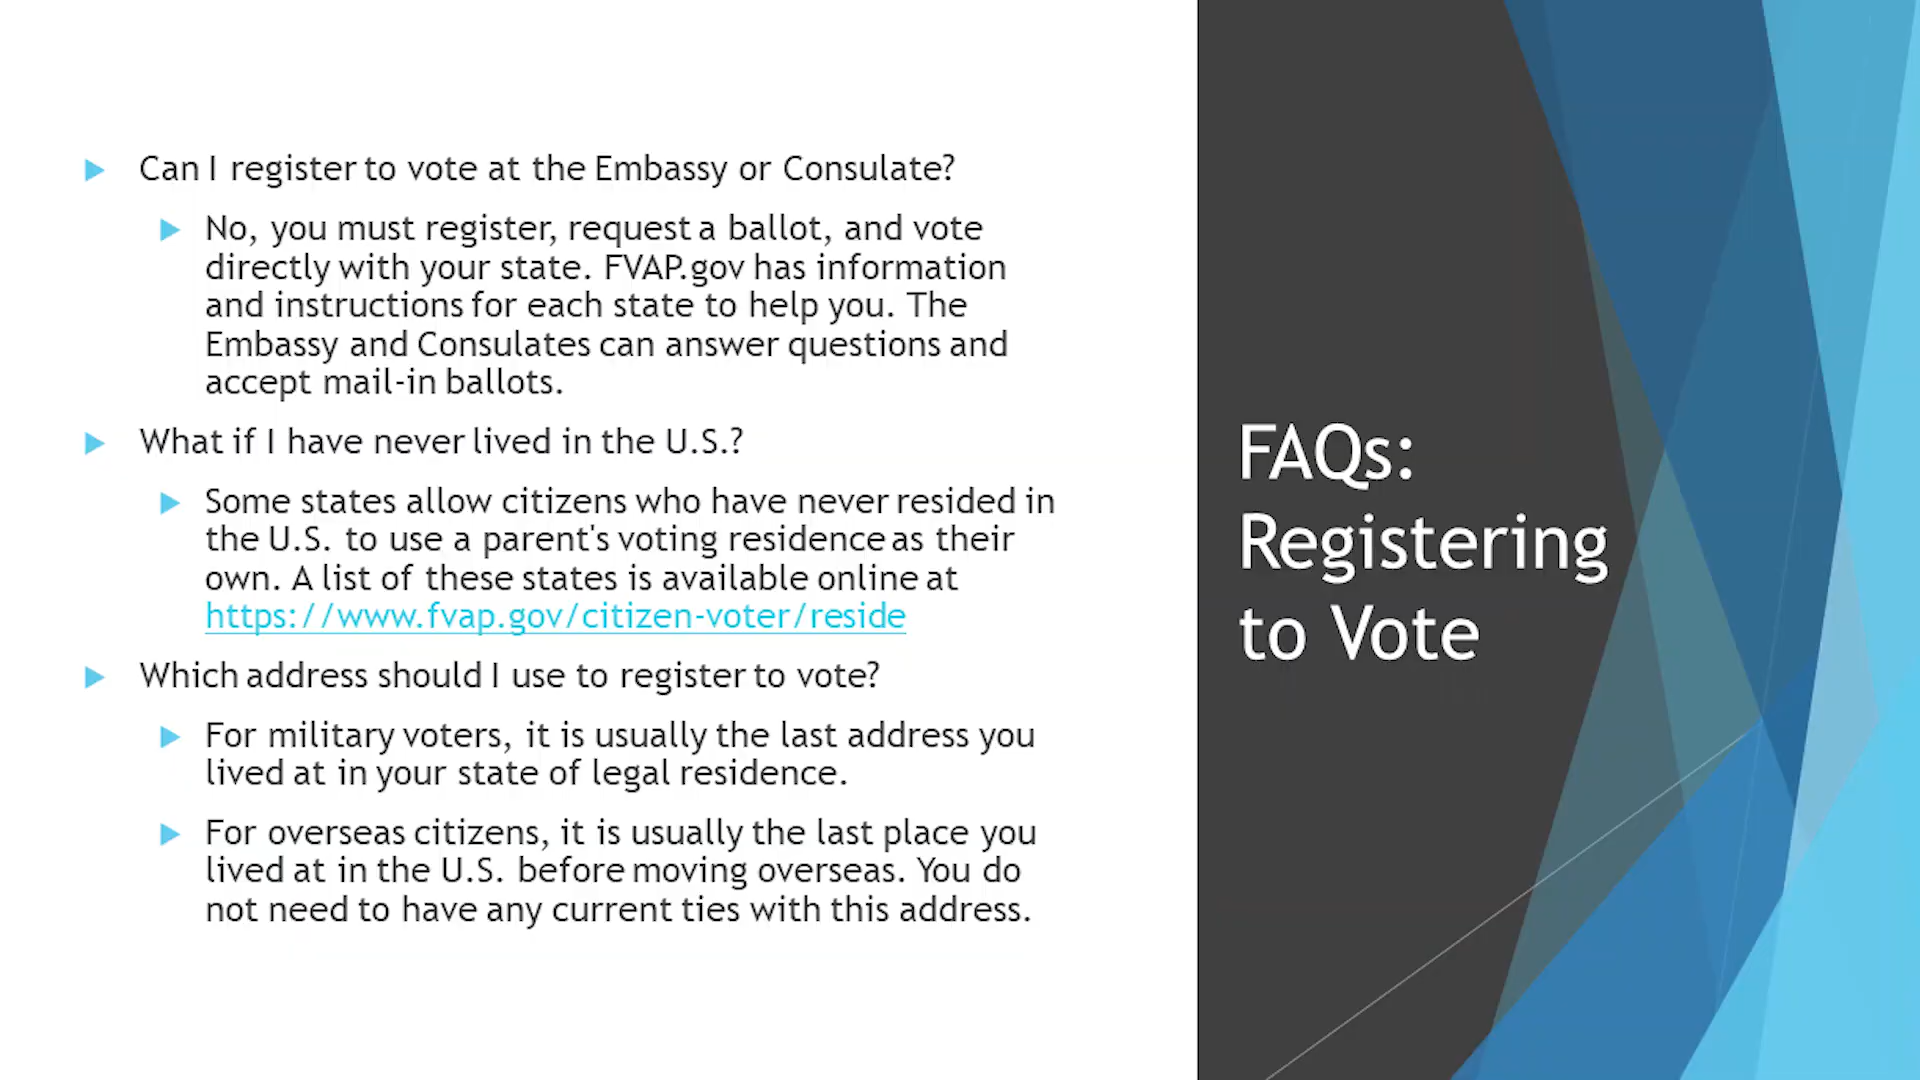 Can I register to vote at the Embassy or Consulate?
No, you must register, request a ballot, and vote
directly with your state. FVAP.gov has information
and instructions for each state to help you. The
Embassy and Consulates can answer questions and
accept mail-in ballots.
What if I have never lived in the U.S.?
Some states allow citizens who have never resided in
the U.S. to use a parent's voting residence as their
own. A list of these states is available online at
https://www.fvap.gov/citizen-voter/reside
Which address should I use to register to vote?
For military voters, it is usually the last address you
lived at in your state of legal residence.
For overseas citizens, it is usually the last place you
lived at in the U.S. before moving overseas. You do
not need to have any current ties with this address.
FAQs:
Registering
to Vote